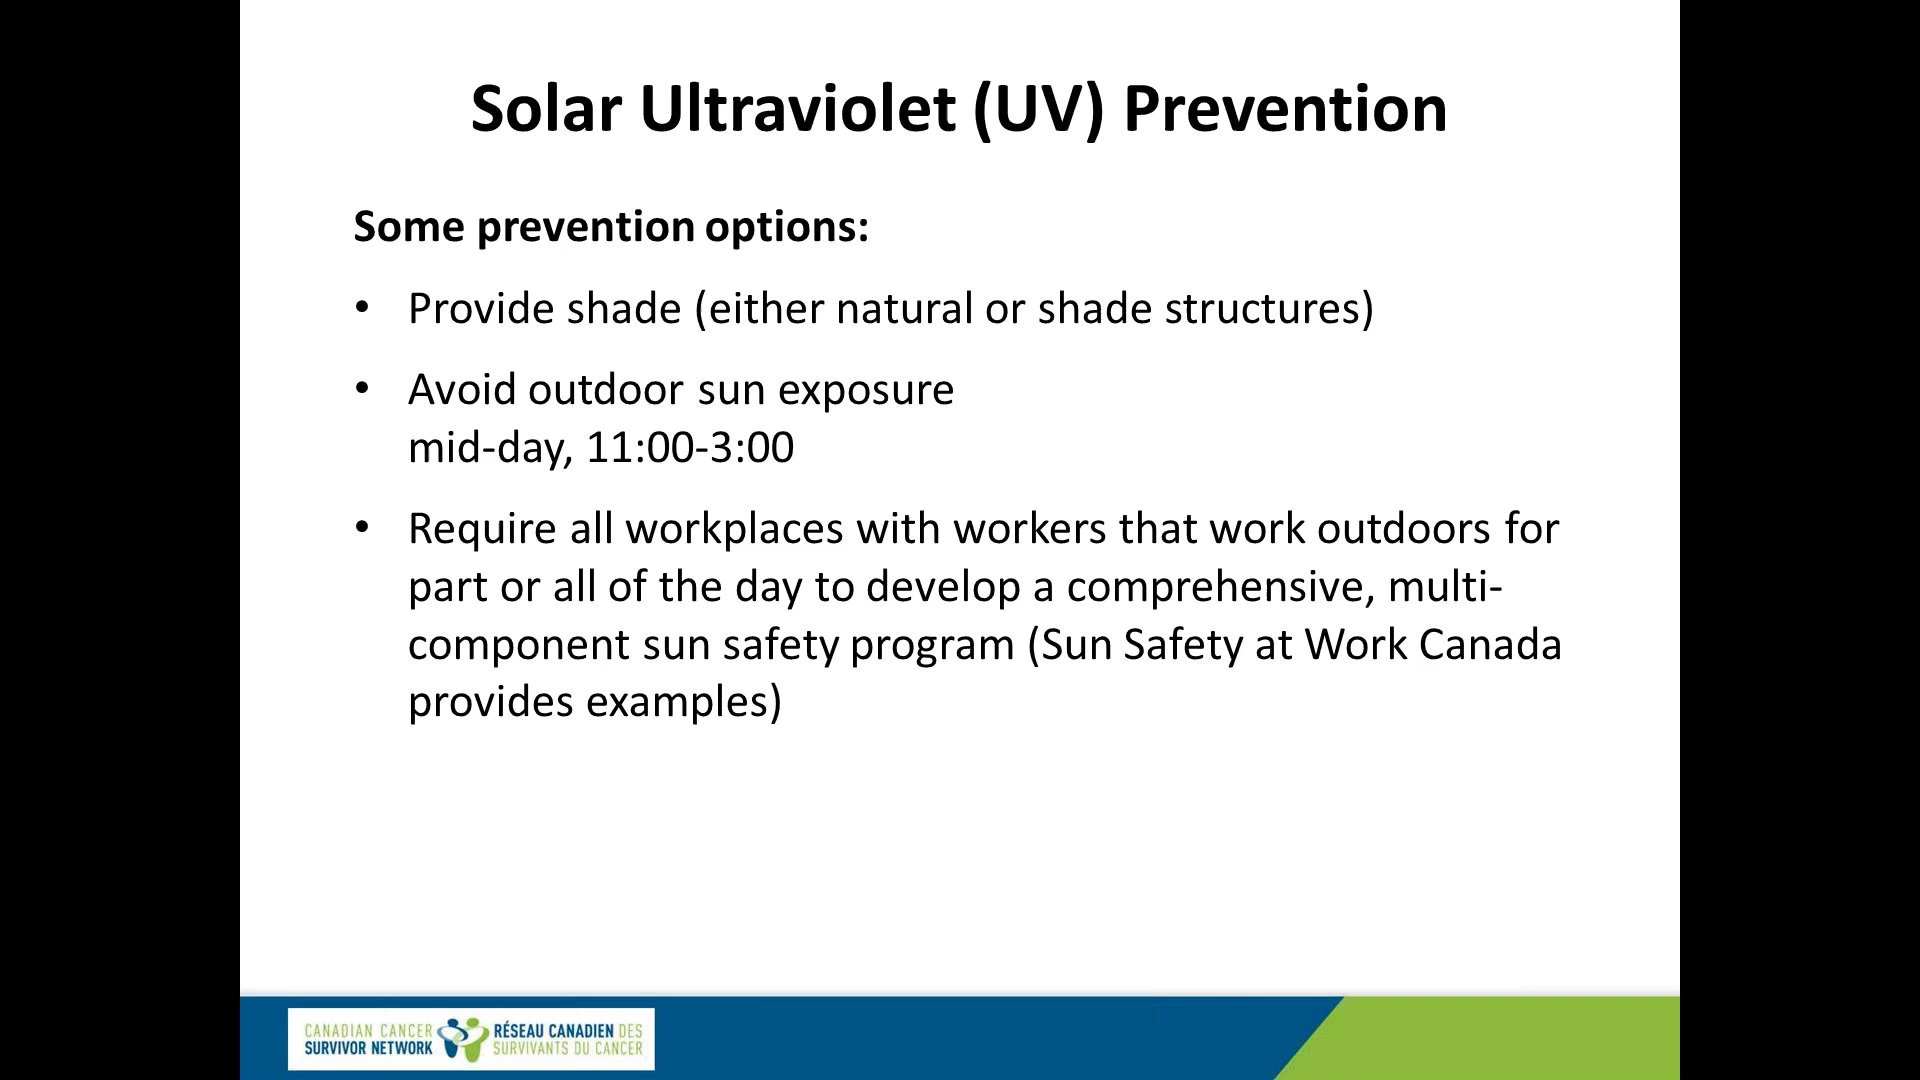 Solar Ultraviolet (UV) Prevention
Some prevention options:
• Provide shade (either natural or shade structures)
• Avoid outdoor sun exposure
mid-day, 11:00-3:00
• Require all workplaces with workers that work outdoors for
part or all of the day to develop a comprehensive, multi-
component sun safety program (Sun Safety at Work Canada
provides examples)
CANADIAN CANCER
SURVIVOR NETWORK
RÉSEAU CANADIEN DES
SURVIVANTS DU CANCER